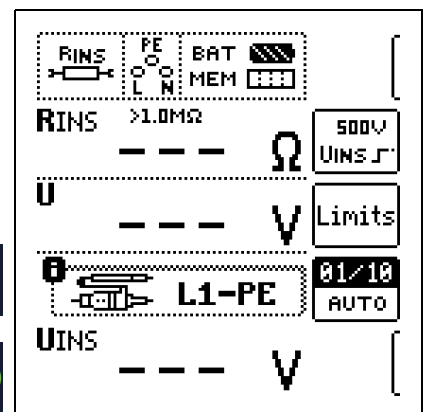 RINS PE BAT
L N MEM
RINS >1.0MΩ 500V
--- Ω UINS
U
--- V Limits
L1-PE 01/10
AUTO
UINS
--- V